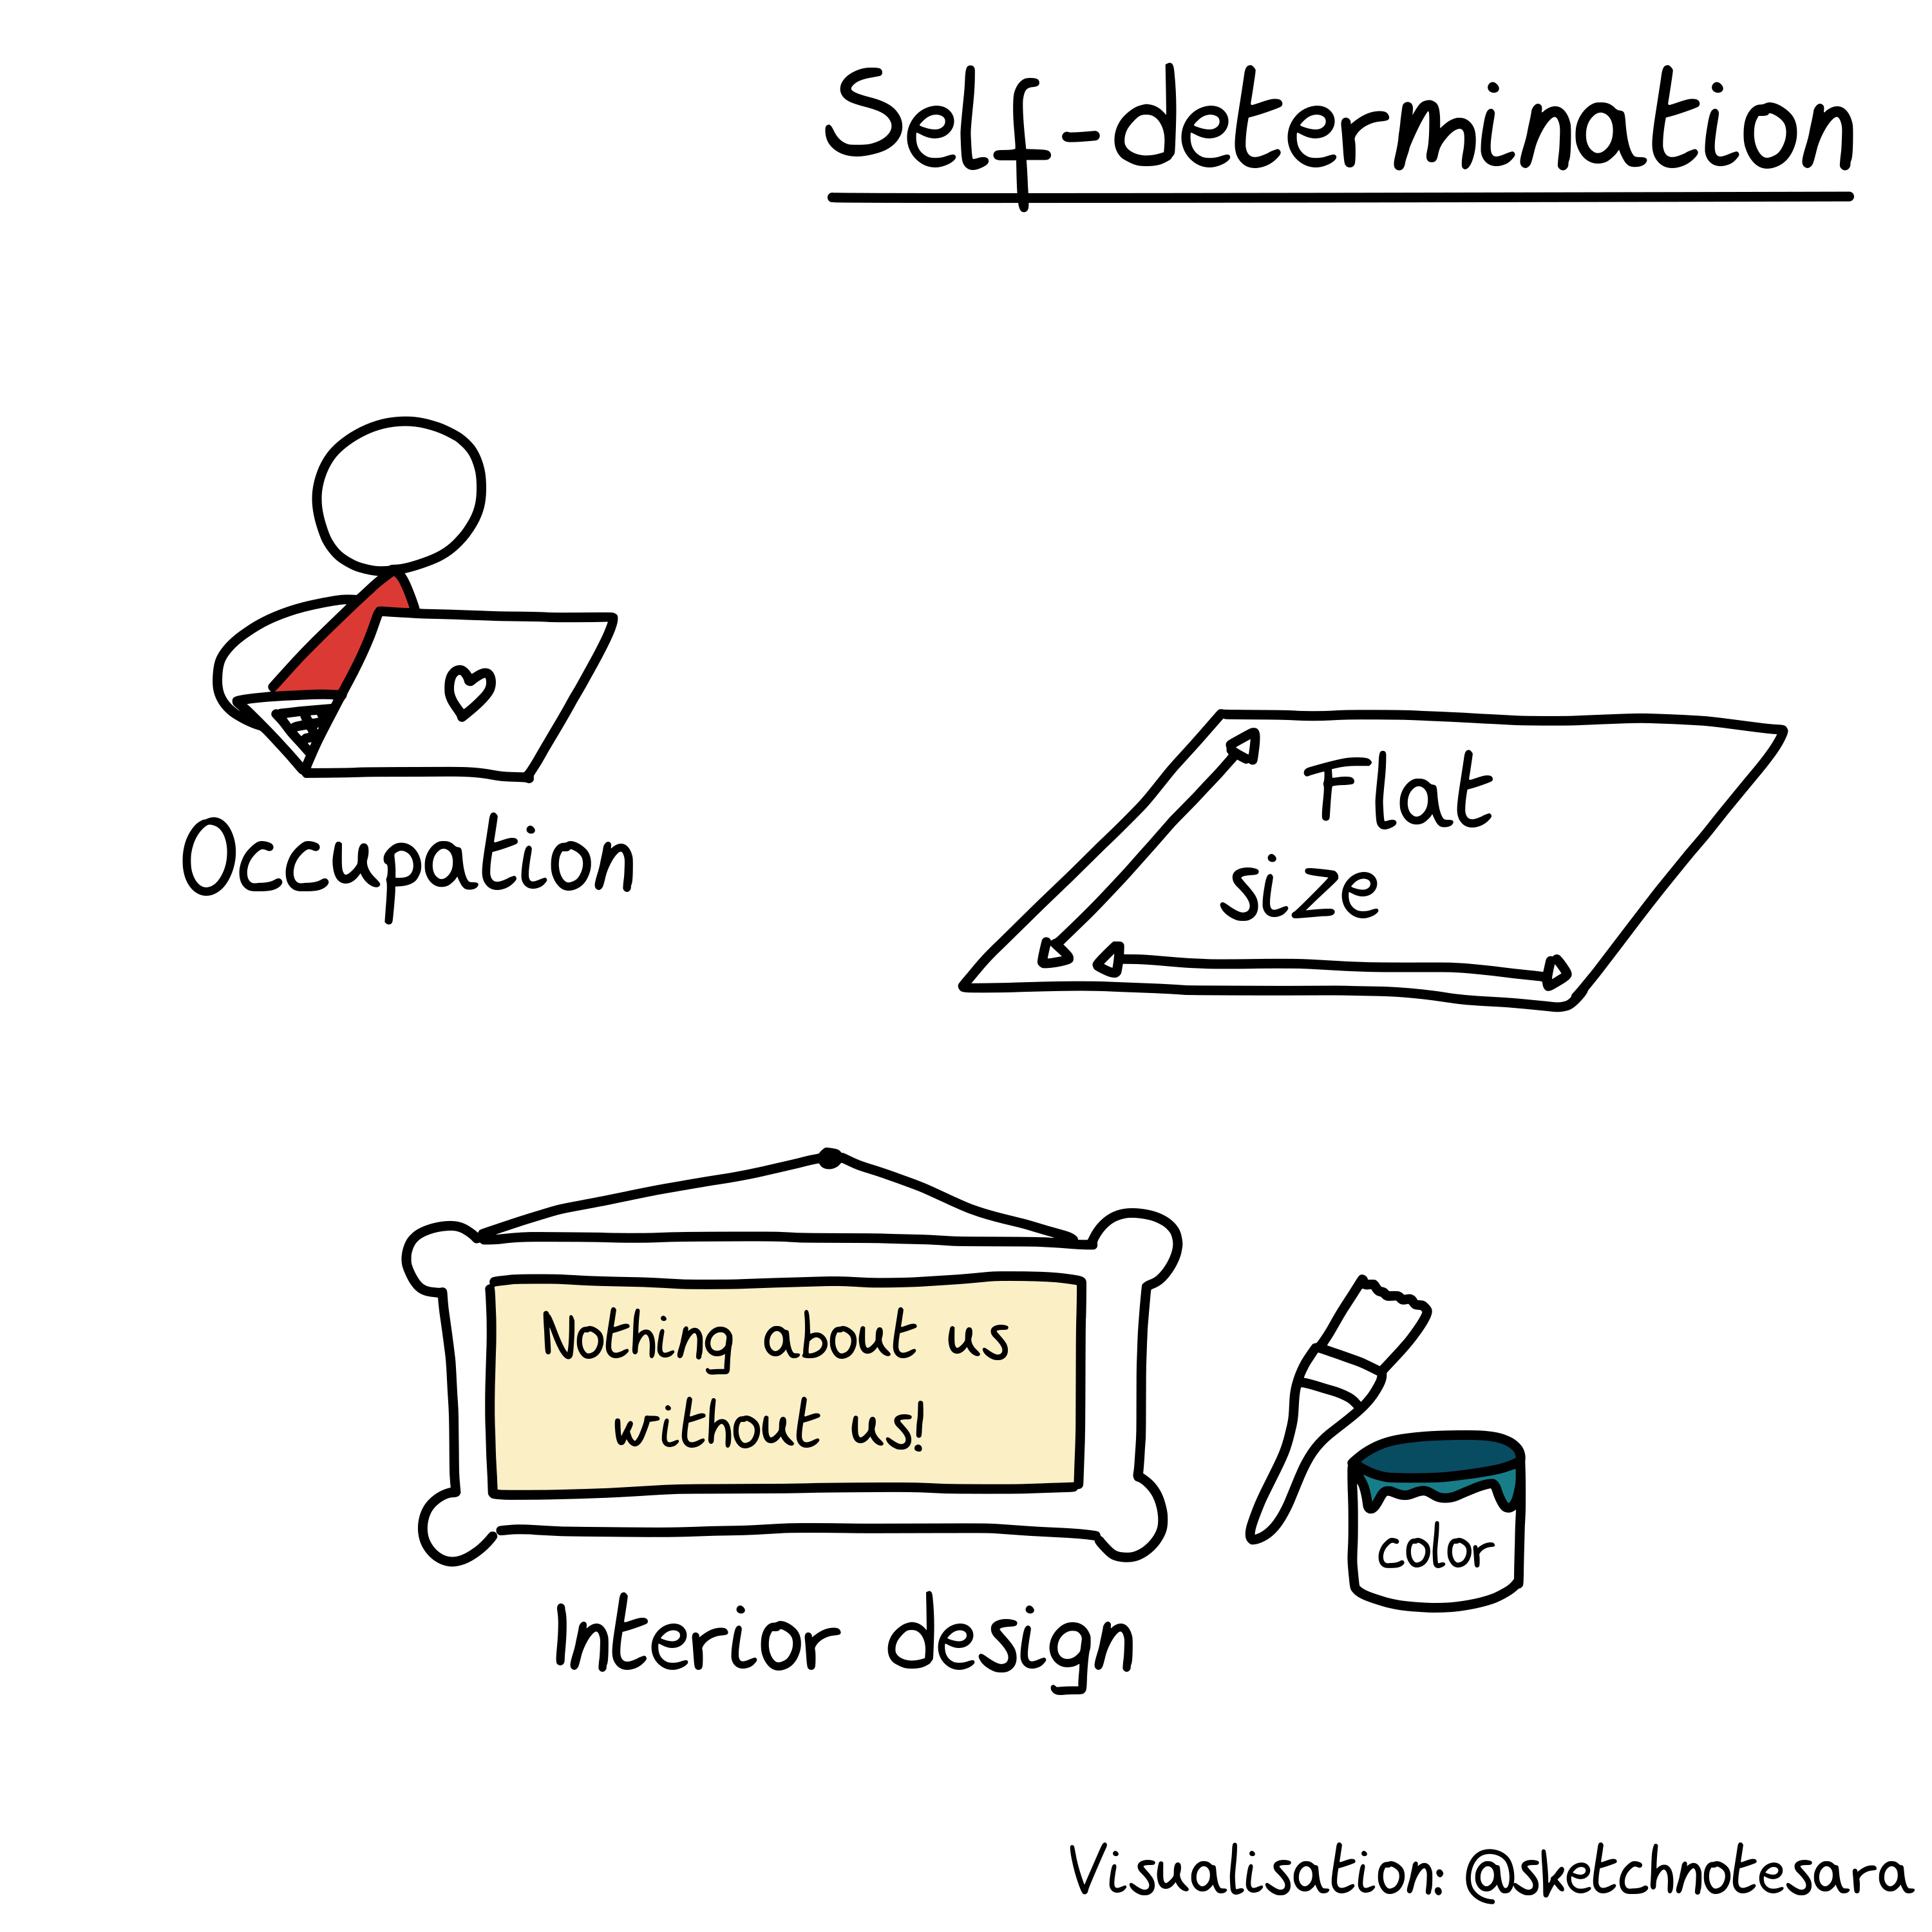 Self-determination
Occupation
Flat
size
Nothing about us
without us!
color
Interior design
Visualisation: @sketchnotesara